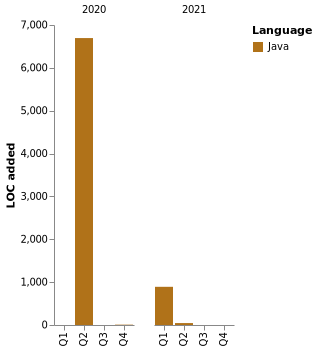 2020
2021
Language
Java
LOC added
7,000
6,000
5,000
4,000
3,000
2,000
1,000
0
Q1
Q2
Q3
Q4
Q1
Q2
Q3
Q4